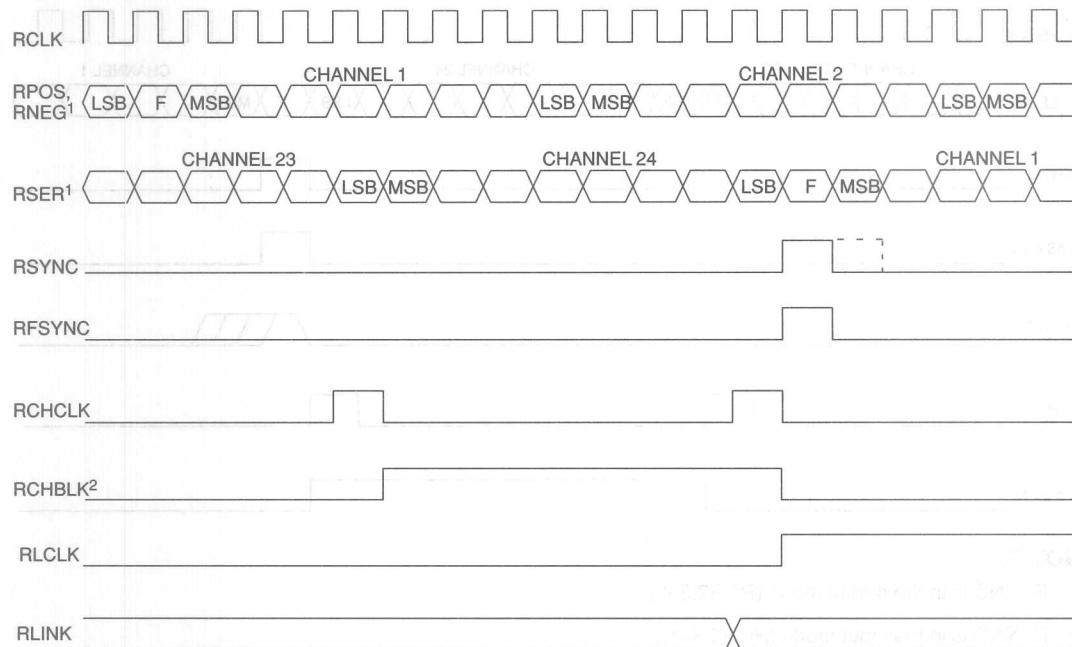 RCLK
CHANNEL 1 CHANNEL 2
RPOS, RNEG¹ LSB F MSB LSB MSB LSB MSB
CHANNEL 23 CHANNEL 24 CHANNEL 1
RSER¹ LSB MSB LSB F MSB
RSYNC
RFSYNC
RCHCLK
RCHBLK²
RLCLK
RLINK